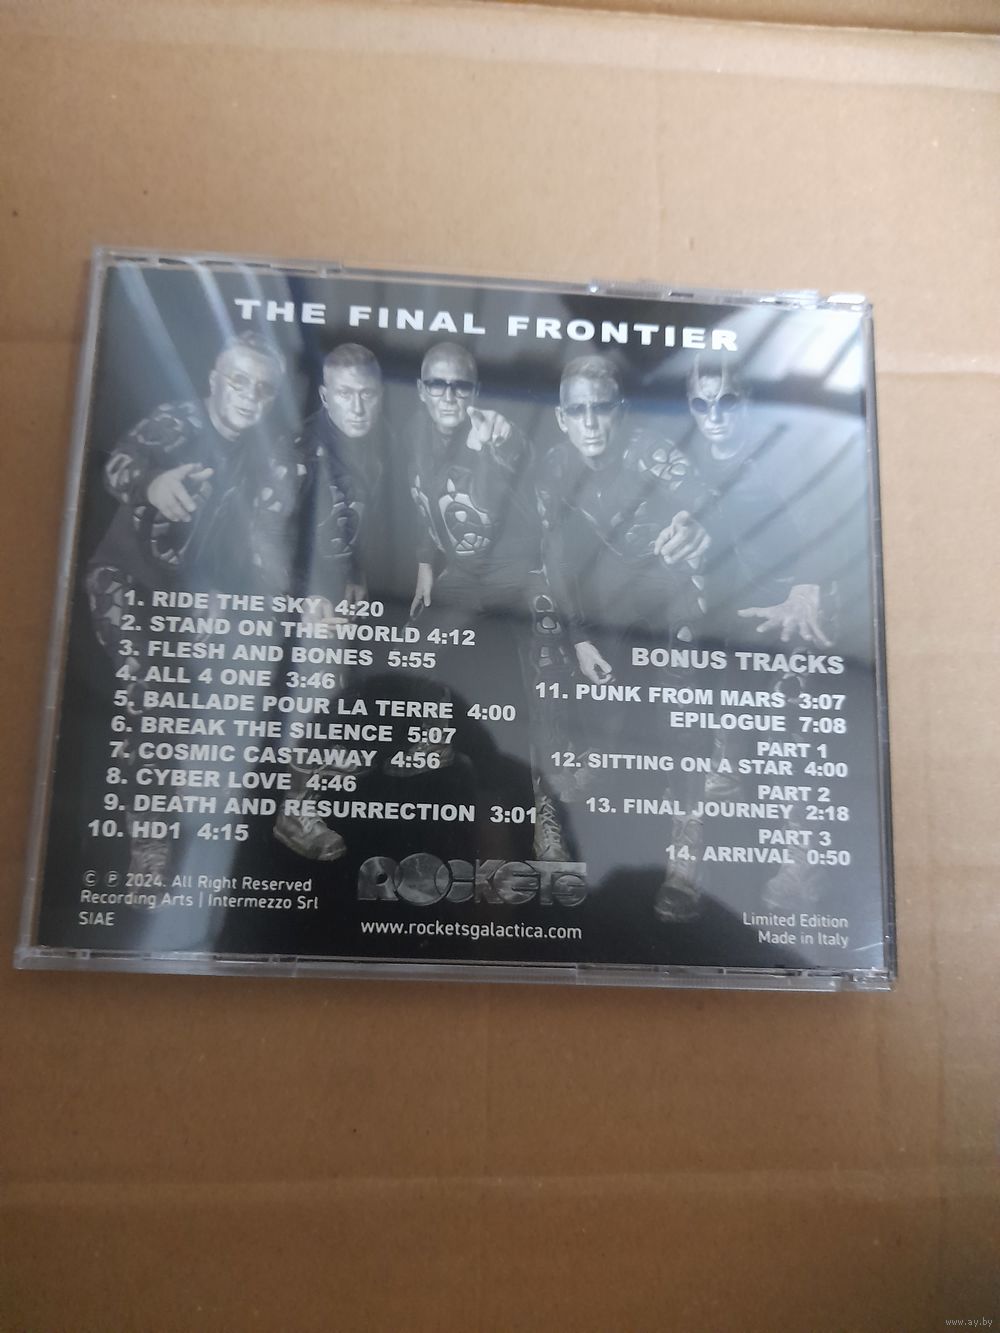 THE FINAL FRONTIER
1. RIDE THE SKY 4:20
2. STAND ON THE WORLD 4:12
3. FLESH AND BONES 5:55
4. ALL 4 ONE 3:46
5. BALLADE POUR LA TERRE 4:00
6. BREAK THE SILENCE 5:07
7. COSMIC CASTAWAY 4:56
8. CYBER LOVE 4:46
9. DEATH AND RESURRECTION 3:01
10. HD1 4:15
BONUS TRACKS
11. PUNK FROM MARS 3:07
EPILOGUE 7:08
PART 1
12. SITTING ON A STAR 4:00
PART 2
13. FINAL JOURNEY 2:18
PART 3
14. ARRIVAL 0:50
© ℗ 2024. All Right Reserved
Recording Arts | Intermezzo Srl
SIAE
ROCKETS
www.rocketsgalactica.com
Limited Edition
Made in Italy
www.ay.by